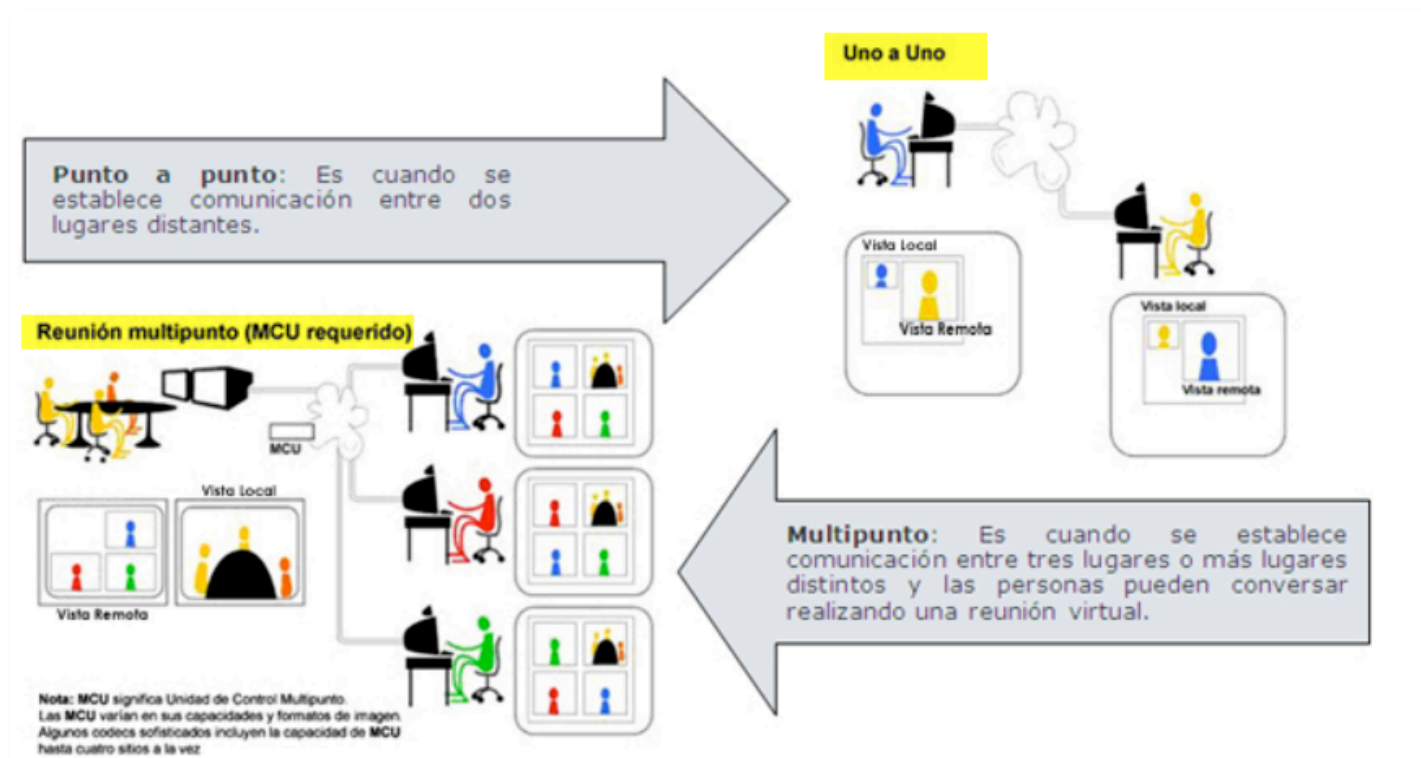 Uno a Uno
Punto a punto: Es cuando se
establece comunicación entre dos
lugares distantes.
Vista Local
Vista Remota
Vista local
Vista remota
Reunión multipunto (MCU requerido)
MCU
Vista Local
Vista Remota
Multipunto: Es cuando se establece
comunicación entre tres lugares o más lugares
distintos y las personas pueden conversar
realizando una reunión virtual.
Nota: MCU significa Unidad de Control Multipunto.
Las MCU varían en sus capacidades y formatos de imagen.
Algunos codecs sofisticados incluyen la capacidad de MCU
hasta cuatro sitios a la vez